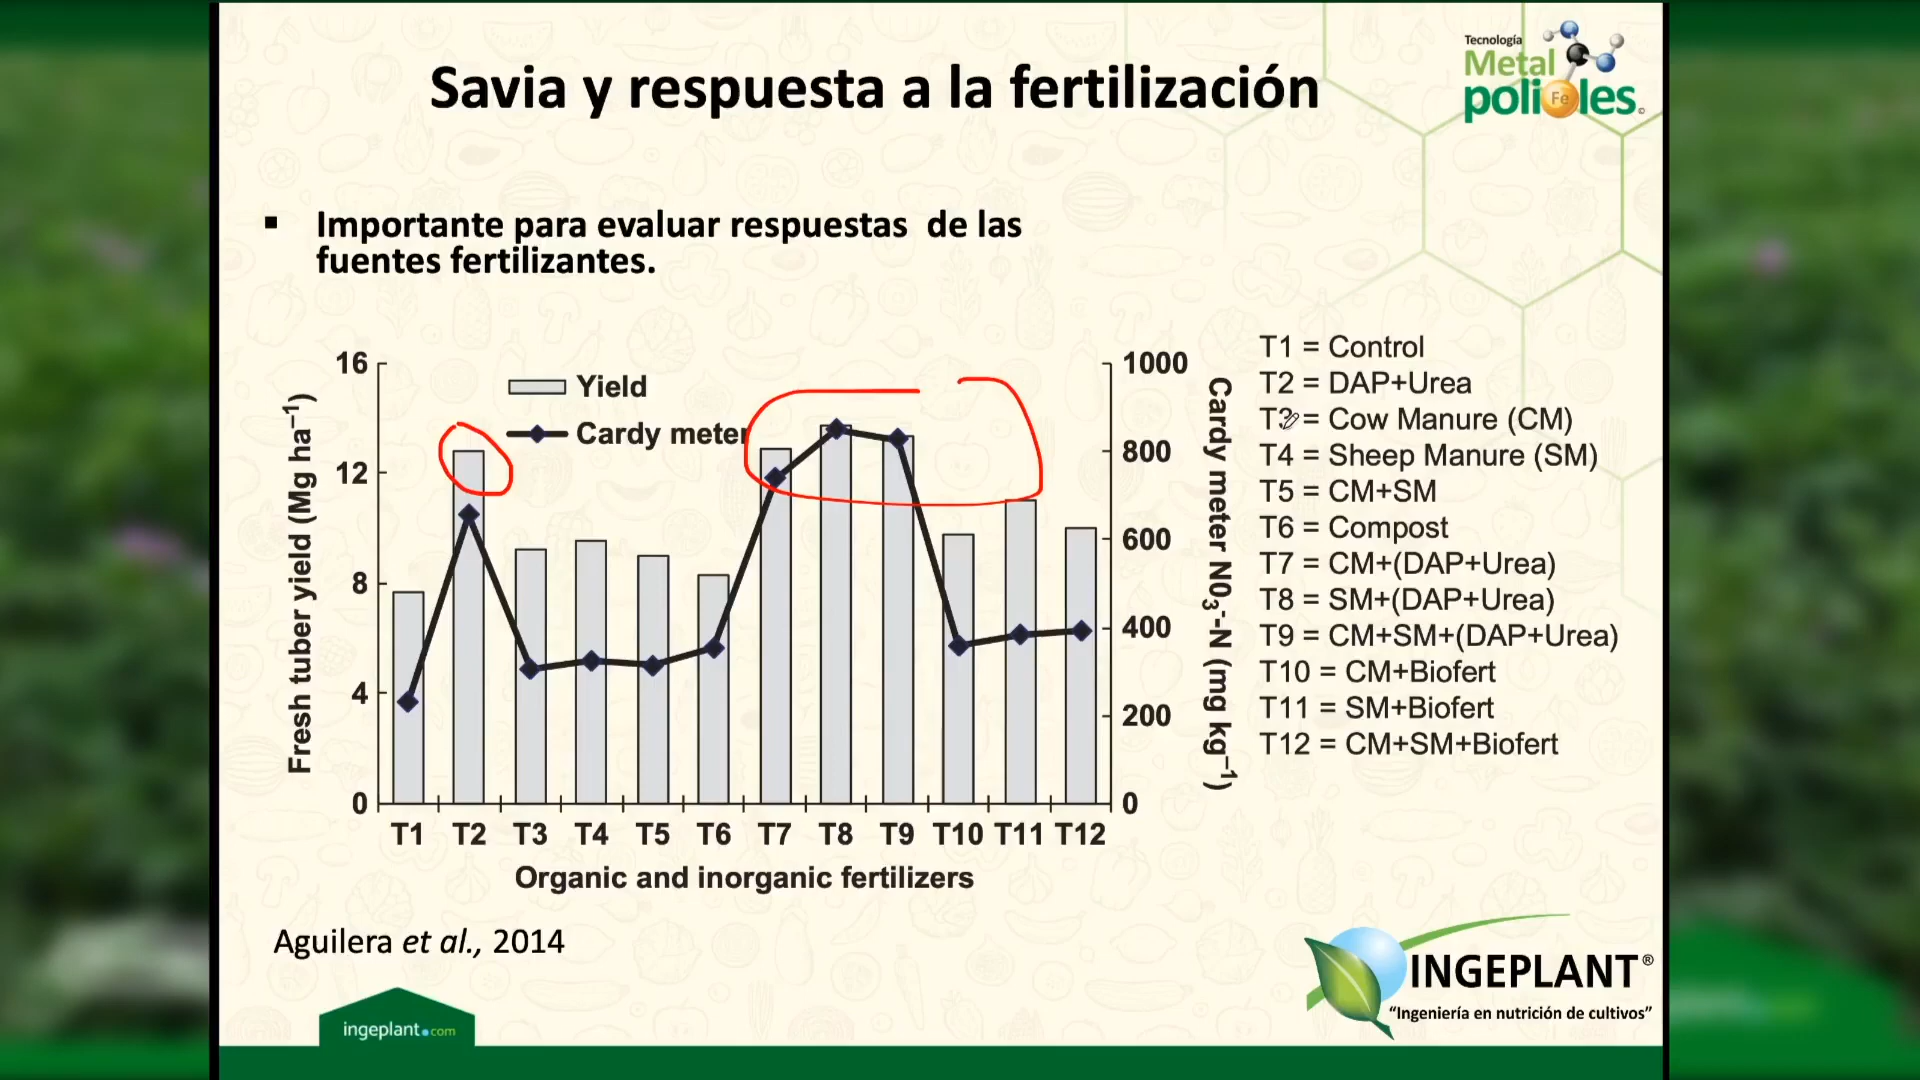 Savia y respuesta a la fertilización
Tecnología
Metal
polioles
Fe
▪ Importante para evaluar respuestas de las
fuentes fertilizantes.
Yield
Cardy meter
16
12
8
4
0
Fresh tuber yield (Mg ha⁻¹)
1000
800
600
400
200
0
Cardy meter N0₃⁻-N (mg kg⁻¹)
T1 T2 T3 T4 T5 T6 T7 T8 T9 T10 T11 T12
Organic and inorganic fertilizers
T1 = Control
T2 = DAP+Urea
T3 = Cow Manure (CM)
T4 = Sheep Manure (SM)
T5 = CM+SM
T6 = Compost
T7 = CM+(DAP+Urea)
T8 = SM+(DAP+Urea)
T9 = CM+SM+(DAP+Urea)
T10 = CM+Biofert
T11 = SM+Biofert
T12 = CM+SM+Biofert
Aguilera et al., 2014
ingeplant.com
INGEPLANT®
“Ingeniería en nutrición de cultivos”